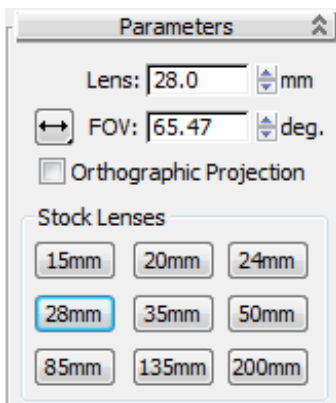 Parameters
Lens: 28.0 mm
FOV: 65.47 deg.
Orthographic Projection
Stock Lenses
15mm 20mm 24mm
28mm 35mm 50mm
85mm 135mm 200mm